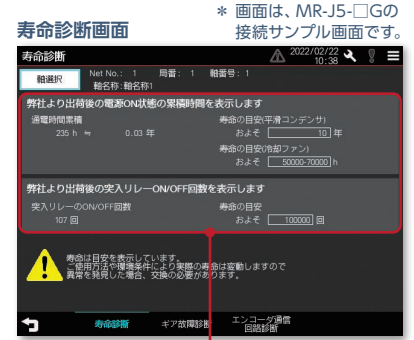 寿命診断画面
* 画面は、MR-J5-□Gの
接続サンプル画面です。
寿命診断
2022/02/22
10:38
軸選択
Net No.: 1 局番: 1 軸番号: 1
軸名称:軸名称1
弊社より出荷後の電源ON状態の累積時間を表示します
通電時間累積
235 h ≒ 0.03 年
寿命の目安(平滑コンデンサ)
およそ 10 年
寿命の目安(冷却ファン)
およそ 50000-70000 h
弊社より出荷後の突入リレーON/OFF回数を表示します
突入リレーのON/OFF回数
107 回
寿命の目安
およそ 100000 回
寿命は目安を表示しています。
ご使用方法や環境条件により実際の寿命は変動しますので
異常を発見した場合、交換の必要があります。
寿命診断
ギア故障診断
エンコーダ通信
回路診断